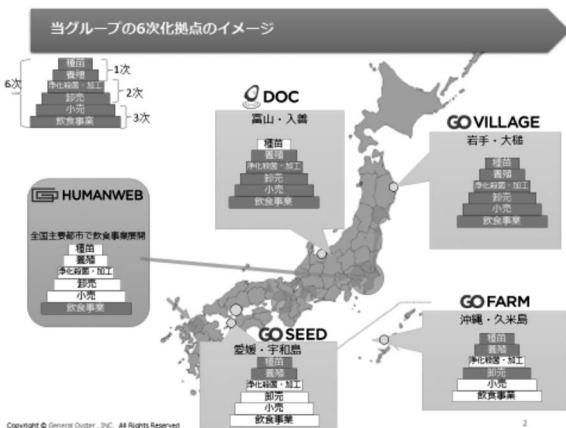 当グループの6次化拠点のイメージ
6次
種苗
養殖
浄化殺菌・加工
卸売
小売
飲食事業
1次
2次
3次
DOC
富山・入善
種苗
養殖
浄化殺菌・加工
卸売
小売
飲食事業
GO VILLAGE
岩手・大槌
種苗
養殖
浄化殺菌・加工
卸売
小売
飲食事業
HUMANWEB
全国主要都市で飲食事業展開
種苗
養殖
浄化殺菌・加工
卸売
小売
飲食事業
GO SEED
愛媛・宇和島
種苗
養殖
浄化殺菌・加工
卸売
小売
飲食事業
GO FARM
沖縄・久米島
種苗
養殖
浄化殺菌・加工
卸売
小売
飲食事業
Copyright © General Oyster , INC. All Rights Reserved
2